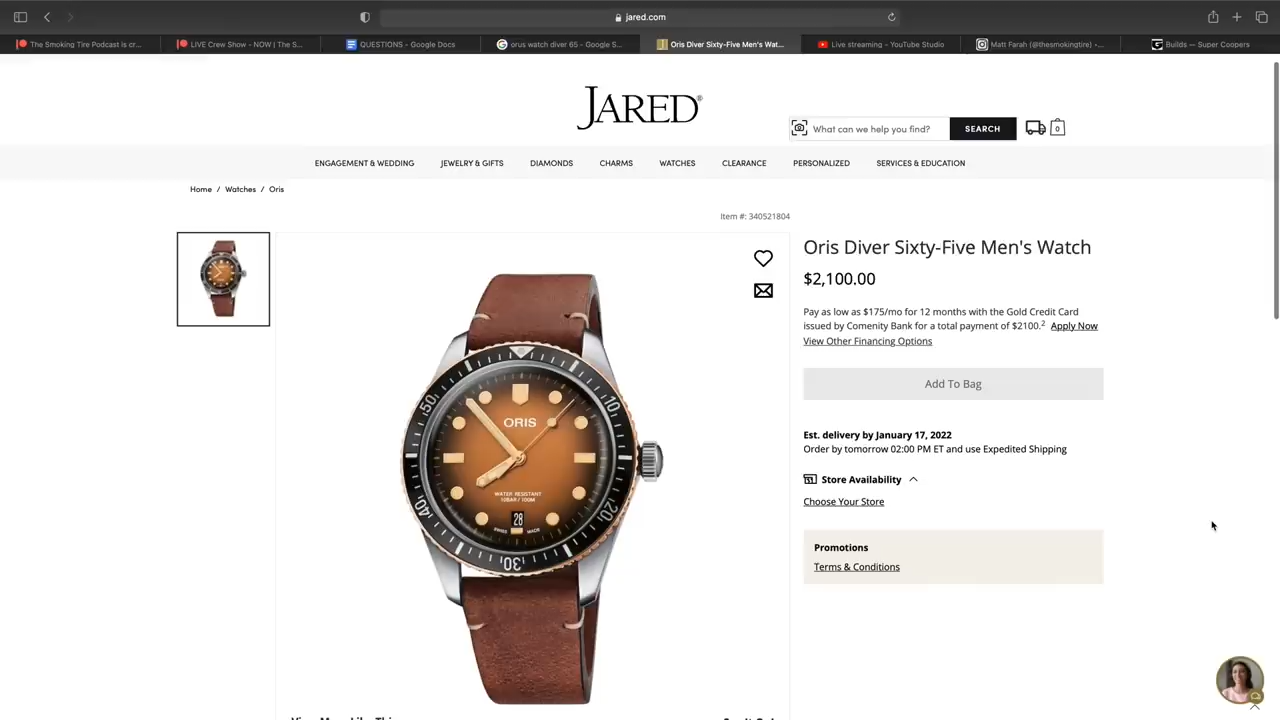 jared.com
The Smoking Tire Podcast is cr...
LIVE Crew Show - NOW | The S...
QUESTIONS - Google Docs
orus watch diver 65 - Google S...
Oris Diver Sixty-Five Men's Wat...
Live streaming - YouTube Studio
Matt Farah (@thesmokingtire) •...
Builds — Super Coopers
JARED®
What can we help you find?
SEARCH
0
ENGAGEMENT & WEDDING
JEWELRY & GIFTS
DIAMONDS
CHARMS
WATCHES
CLEARANCE
PERSONALIZED
SERVICES & EDUCATION
Home / Watches / Oris
Item #: 340521804
Oris Diver Sixty-Five Men's Watch
$2,100.00
Pay as low as $175/mo for 12 months with the Gold Credit Card
issued by Comenity Bank for a total payment of $2100.2 Apply Now
View Other Financing Options
Add To Bag
Est. delivery by January 17, 2022
Order by tomorrow 02:00 PM ET and use Expedited Shipping
Store Availability
Choose Your Store
Promotions
Terms & Conditions
50
10
ORIS
WATER RESISTANT
10BAR/100M
40
20
28
SWISS MADE
30